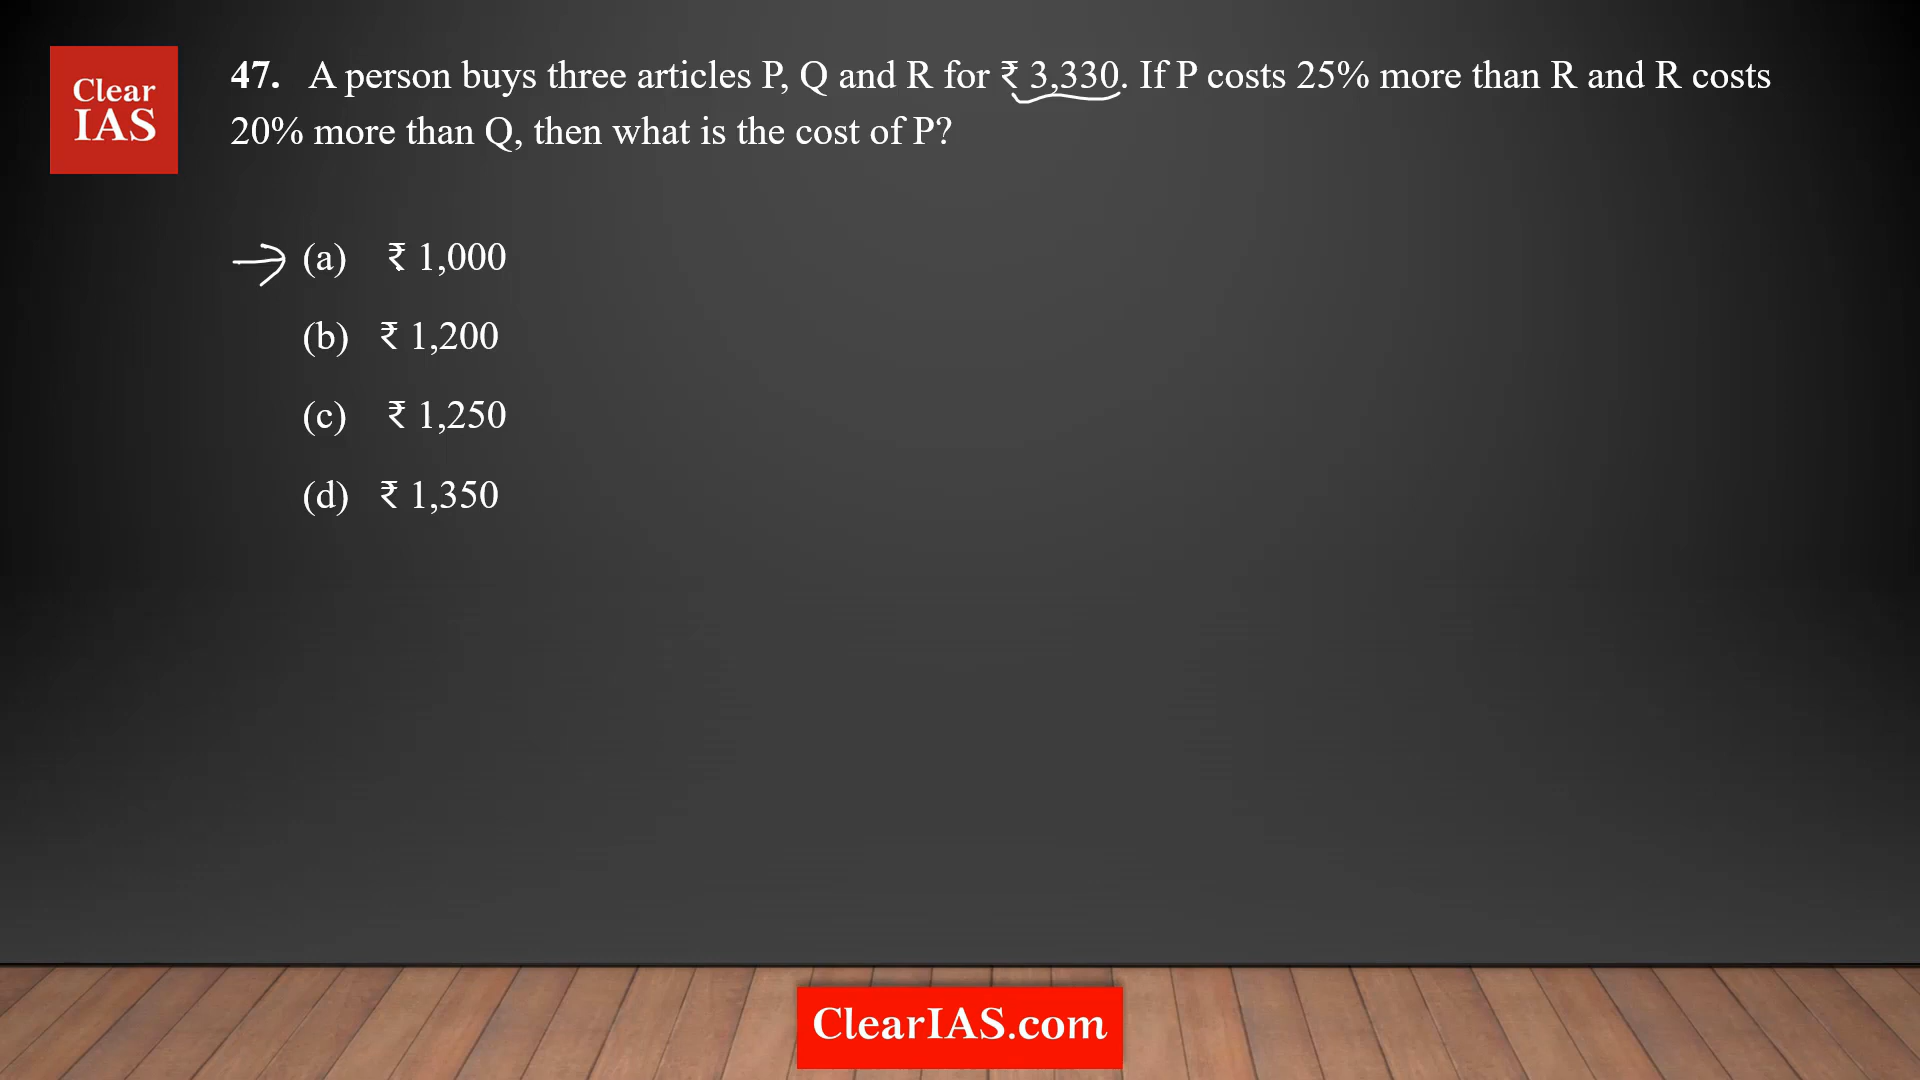 Clear
IAS
47. A person buys three articles P, Q and R for ₹ 3,330. If P costs 25% more than R and R costs
20% more than Q, then what is the cost of P?
(a) ₹ 1,000
(b) ₹ 1,200
(c) ₹ 1,250
(d) ₹ 1,350
ClearIAS.com